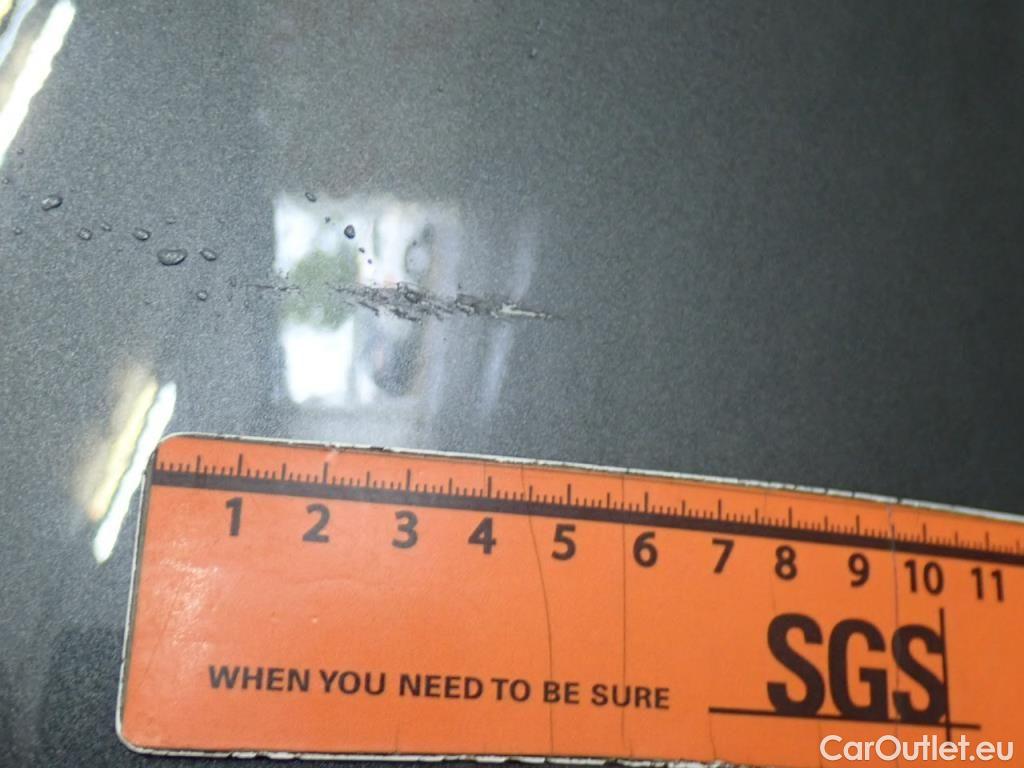 1 2 3 4 5 6 7 8 9 10 11
SGS
WHEN YOU NEED TO BE SURE
CarOutlet.eu